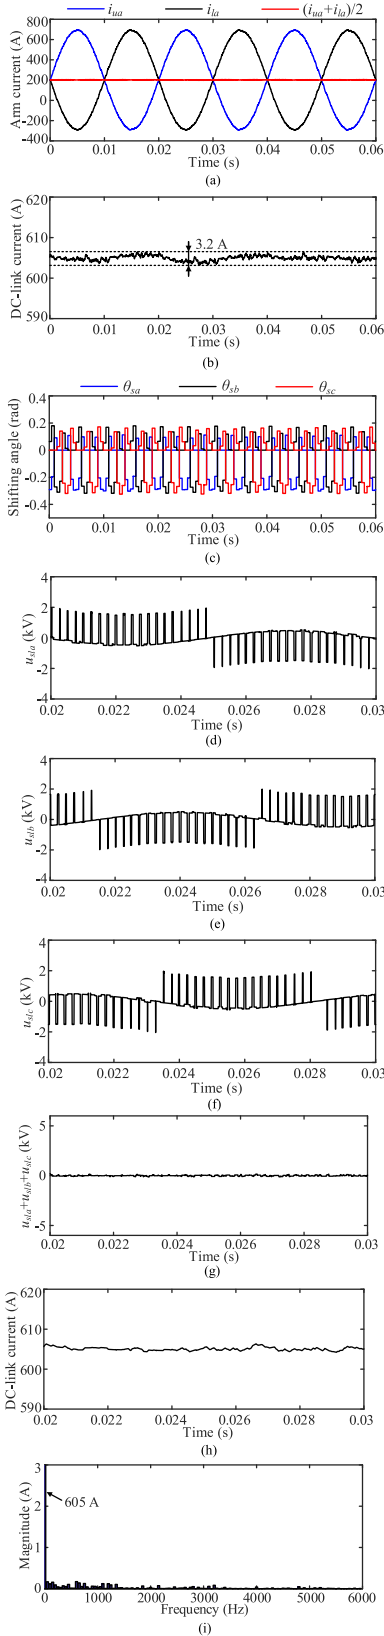 i_ua i_la (i_ua+i_la)/2
Arm current (A)
800
600
400
200
0
-200
-400
0 0.01 0.02 0.03 0.04 0.05 0.06
Time (s)
(a)
DC-link current (A)
620
610
600
590
3.2 A
0 0.01 0.02 0.03 0.04 0.05 0.06
Time (s)
(b)
θ_sa θ_sb θ_sc
Shifting angle (rad)
0.4
0.2
0
-0.2
-0.4
0 0.01 0.02 0.03 0.04 0.05 0.06
Time (s)
(c)
u_sla (kV)
4
2
0
-2
-4
0.02 0.022 0.024 0.026 0.028 0.03
Time (s)
(d)
u_slb (kV)
4
2
0
-2
-4
0.02 0.022 0.024 0.026 0.028 0.03
Time (s)
(e)
u_slc (kV)
4
2
0
-2
-4
0.02 0.022 0.024 0.026 0.028 0.03
Time (s)
(f)
u_sla+u_slb+u_slc (kV)
5
0
-5
0.02 0.022 0.024 0.026 0.028 0.03
Time (s)
(g)
DC-link current (A)
620
610
600
590
0.02 0.022 0.024 0.026 0.028 0.03
Time (s)
(h)
Magnitude (A)
3
2
1
0
605 A
0 1000 2000 3000 4000 5000 6000
Frequency (Hz)
(i)